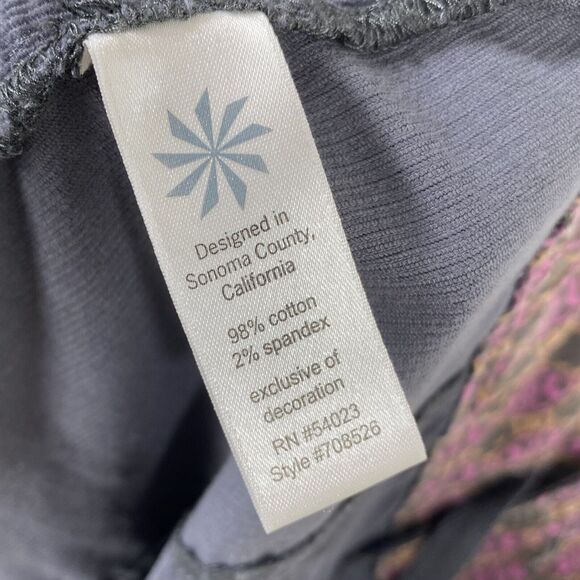 Designed in
Sonoma County,
California
98% cotton
2% spandex
exclusive of
decoration
RN #54023
Style #708526